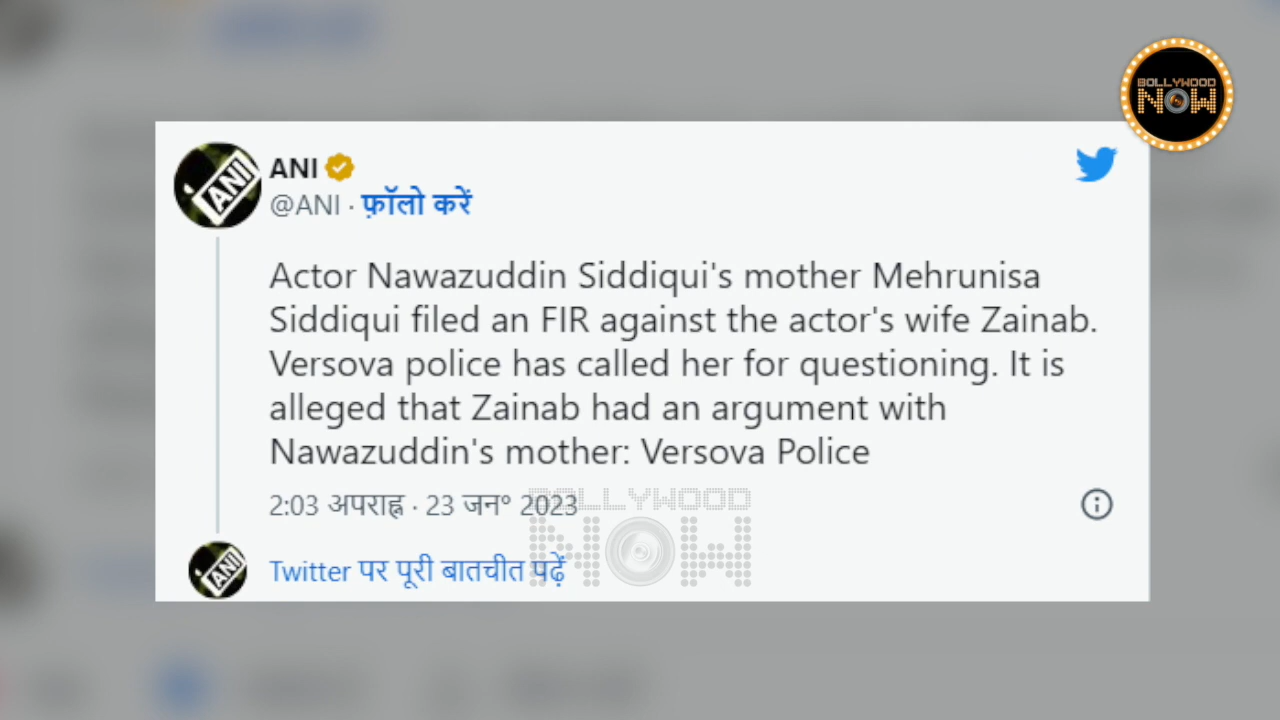 BOLLYWOOD
NOW
ANI
ANI
@ANI · फ़ॉलो करें
Actor Nawazuddin Siddiqui's mother Mehrunisa
Siddiqui filed an FIR against the actor's wife Zainab.
Versova police has called her for questioning. It is
alleged that Zainab had an argument with
Nawazuddin's mother: Versova Police
2:03 अपराह्न · 23 जन॰ 2023
BOLLYWOOD
NOW
ANI
Twitter पर पूरी बातचीत पढ़ें